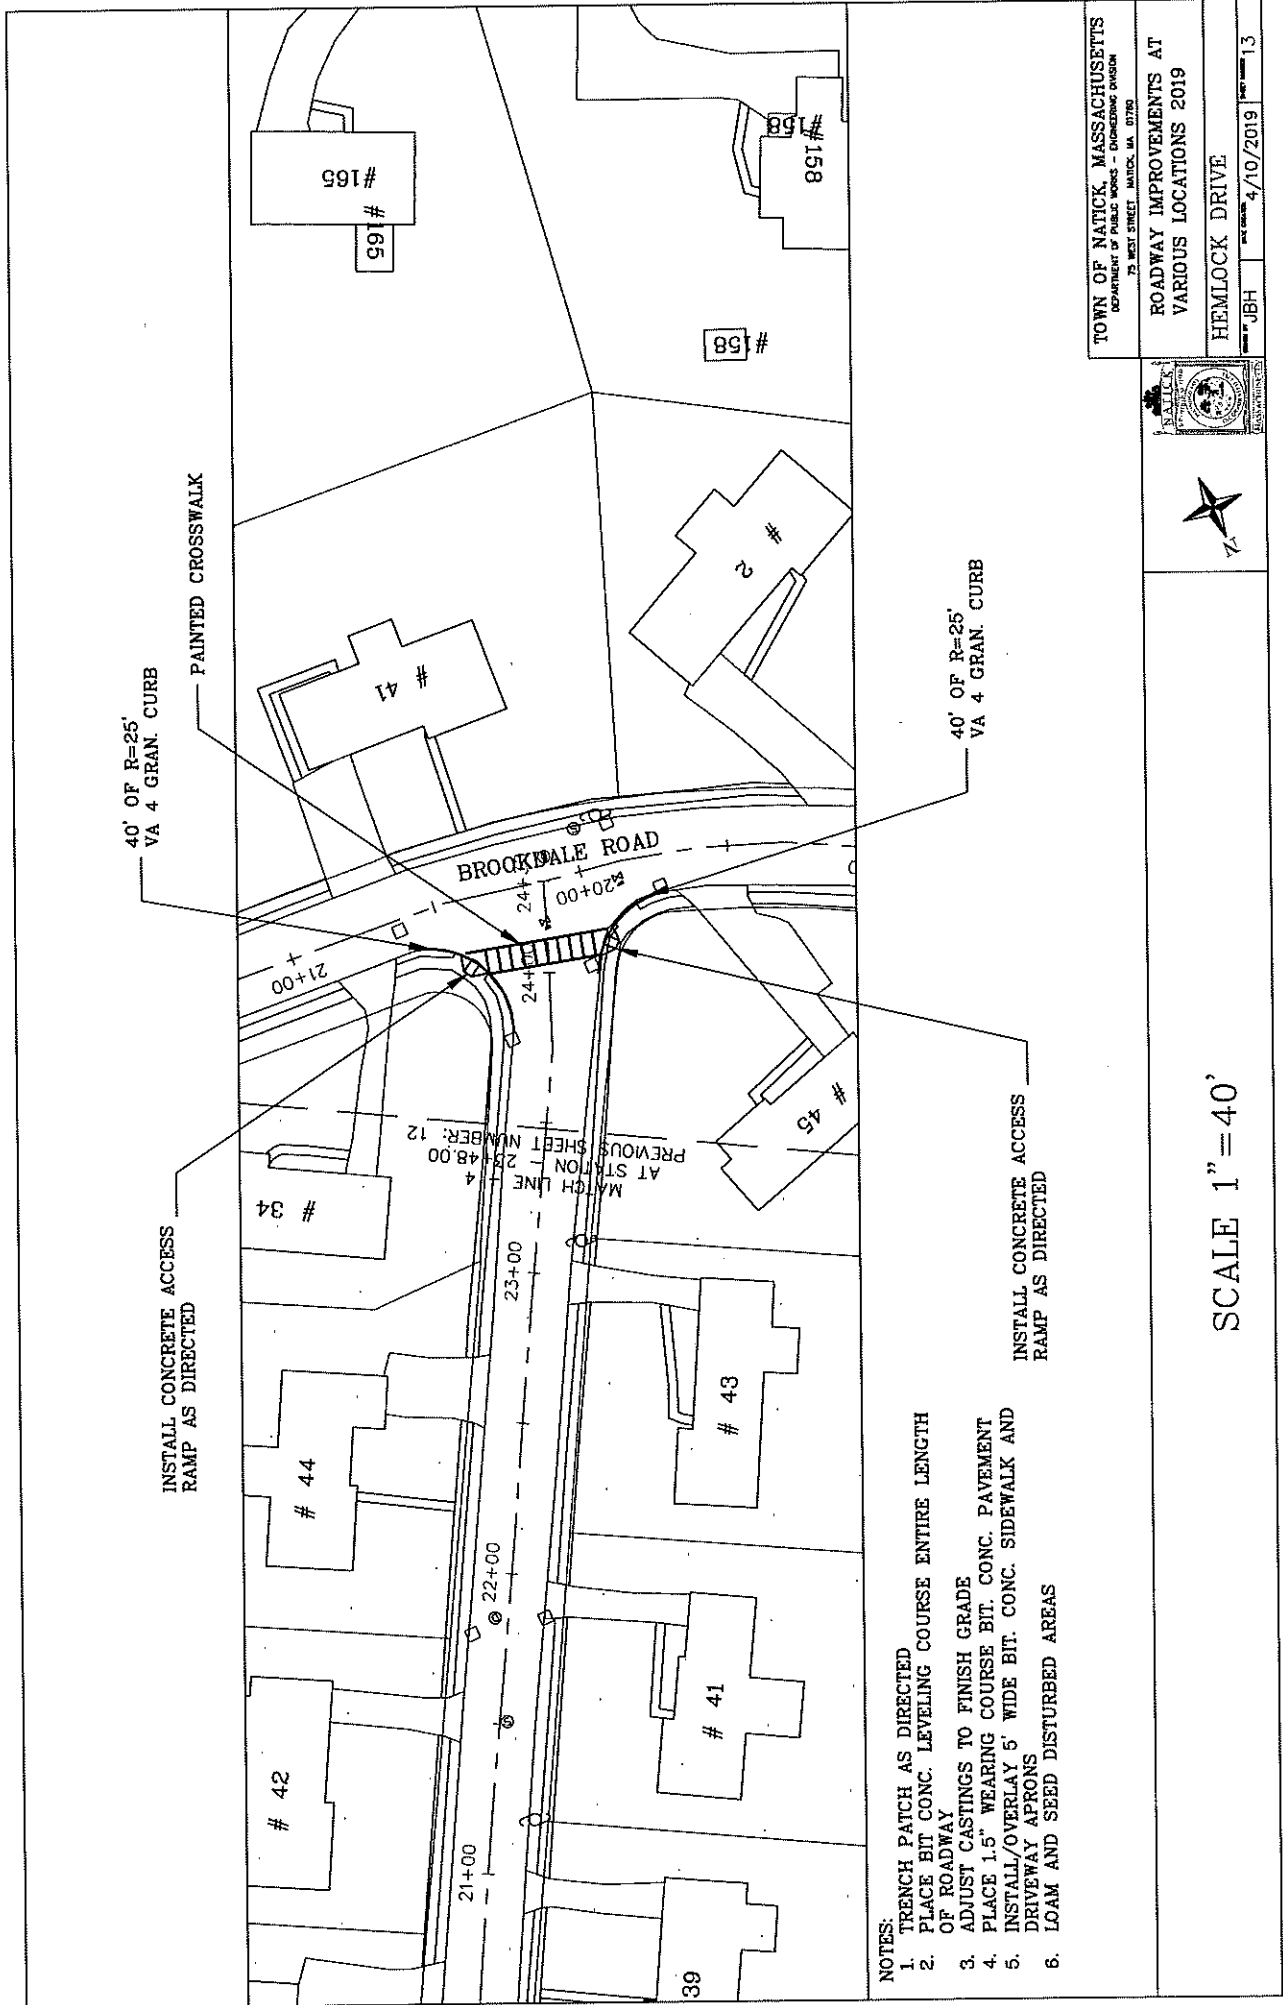 INSTALL CONCRETE ACCESS
RAMP AS DIRECTED
40' OF R=25'
VA 4 GRAN. CURB
PAINTED CROSSWALK
# 42
# 44
# 34
# 41
#165
#165
21+00
22+00
23+00
MATCH LINE - 4
AT STATION - 23+48.00
PREVIOUS SHEET NUMBER: 12
21+00
20+00
BROOKDALE ROAD
39
# 41
# 43
# 45
# 2
#158
#158
#158
40' OF R=25'
VA 4 GRAN. CURB
INSTALL CONCRETE ACCESS
RAMP AS DIRECTED
NOTES:
1. TRENCH PATCH AS DIRECTED
2. PLACE BIT CONC. LEVELING COURSE ENTIRE LENGTH
OF ROADWAY
3. ADJUST CASTINGS TO FINISH GRADE
4. PLACE 1.5" WEARING COURSE BIT. CONC. PAVEMENT
5. INSTALL/OVERLAY 5' WIDE BIT. CONC. SIDEWALK AND
DRIVEWAY APRONS
6. LOAM AND SEED DISTURBED AREAS
SCALE 1"=40'
N
NATICK
TOWN OF NATICK, MASSACHUSETTS
DEPARTMENT OF PUBLIC WORKS - ENGINEERING DIVISION
75 WEST STREET NATICK, MA 01760
ROADWAY IMPROVEMENTS AT
VARIOUS LOCATIONS 2019
HEMLOCK DRIVE
JBH
4/10/2019
13